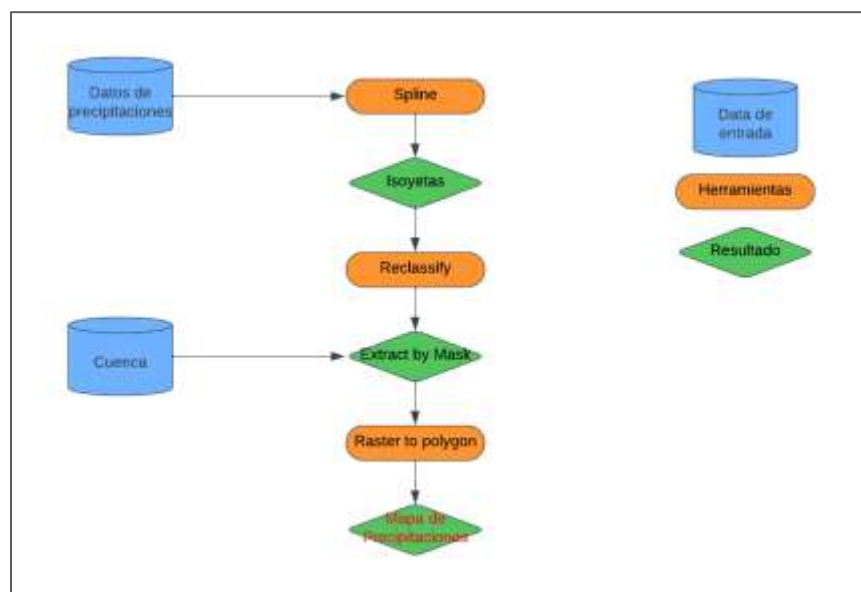 Datos de
precipitaciones
Spline
Isoyetas
Reclassify
Cuenca
Extract by Mask
Raster to polygon
Mapa de
Precipitaciones
Data de
entrada
Herramientas
Resultado